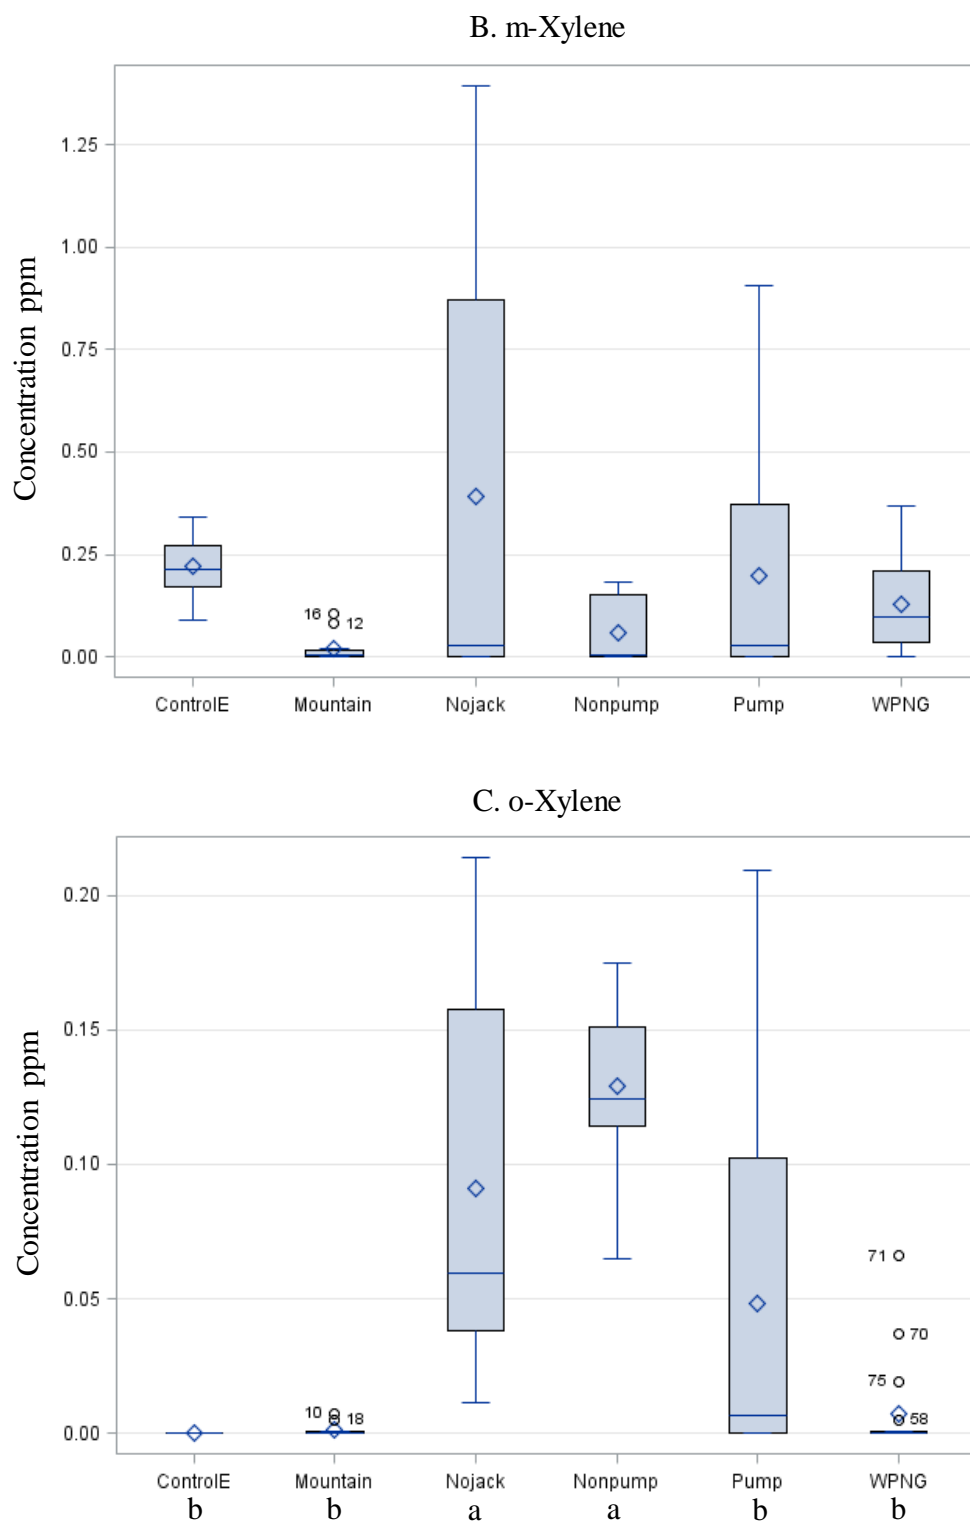 B. m-Xylene
Concentration ppm
1.25
1.00
0.75
0.50
0.25
0.00
16
12
ControlE Mountain Nojack Nonpump Pump WPNG
C. o-Xylene
Concentration ppm
0.20
0.15
0.10
0.05
0.00
71
70
75
10
18
58
ControlE Mountain Nojack Nonpump Pump WPNG
b b a a b b